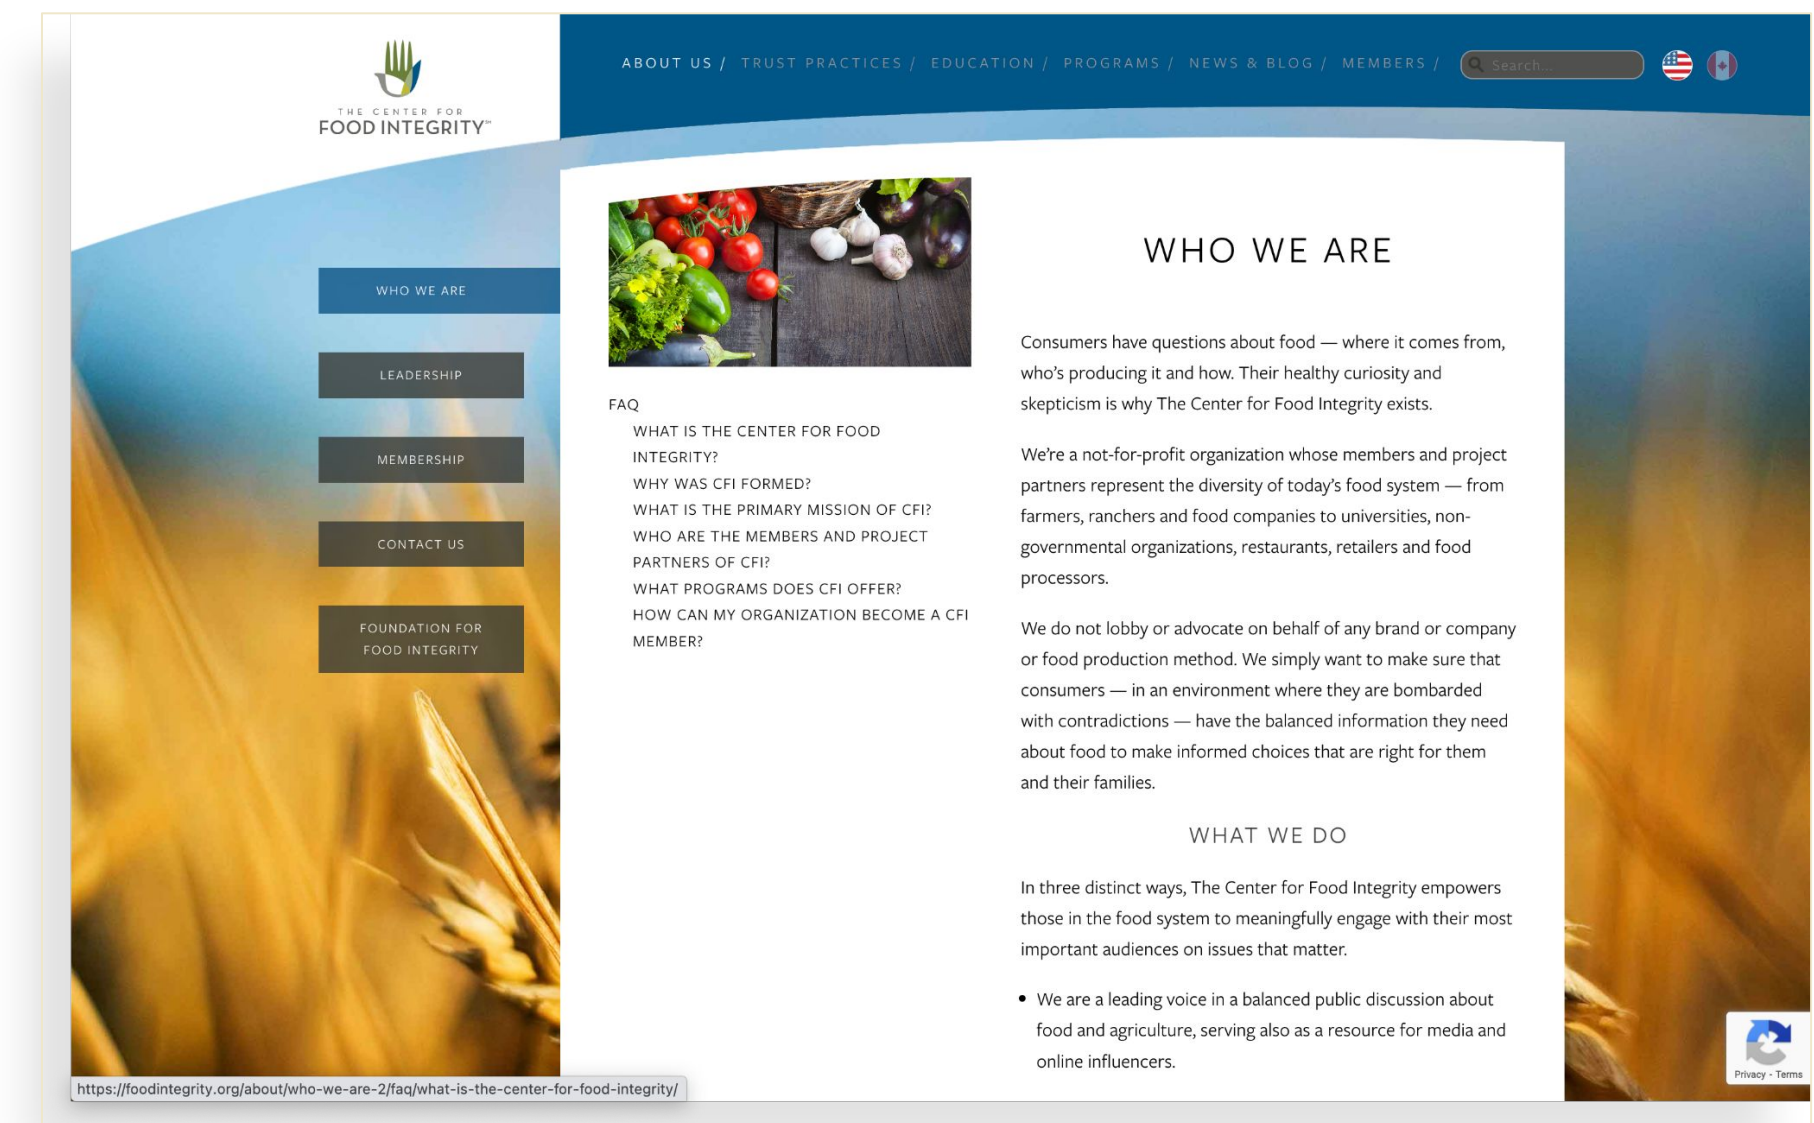 THE CENTER FOR
FOOD INTEGRITY℠
ABOUT US / TRUST PRACTICES / EDUCATION / PROGRAMS / NEWS & BLOG / MEMBERS /
Search...
WHO WE ARE
LEADERSHIP
MEMBERSHIP
CONTACT US
FOUNDATION FOR
FOOD INTEGRITY
FAQ
WHAT IS THE CENTER FOR FOOD
INTEGRITY?
WHY WAS CFI FORMED?
WHAT IS THE PRIMARY MISSION OF CFI?
WHO ARE THE MEMBERS AND PROJECT
PARTNERS OF CFI?
WHAT PROGRAMS DOES CFI OFFER?
HOW CAN MY ORGANIZATION BECOME A CFI
MEMBER?
WHO WE ARE
Consumers have questions about food — where it comes from,
who's producing it and how. Their healthy curiosity and
skepticism is why The Center for Food Integrity exists.
We're a not-for-profit organization whose members and project
partners represent the diversity of today's food system — from
farmers, ranchers and food companies to universities, non-
governmental organizations, restaurants, retailers and food
processors.
We do not lobby or advocate on behalf of any brand or company
or food production method. We simply want to make sure that
consumers — in an environment where they are bombarded
with contradictions — have the balanced information they need
about food to make informed choices that are right for them
and their families.
WHAT WE DO
In three distinct ways, The Center for Food Integrity empowers
those in the food system to meaningfully engage with their most
important audiences on issues that matter.
• We are a leading voice in a balanced public discussion about
food and agriculture, serving also as a resource for media and
online influencers.
Privacy - Terms
https://foodintegrity.org/about/who-we-are-2/faq/what-is-the-center-for-food-integrity/